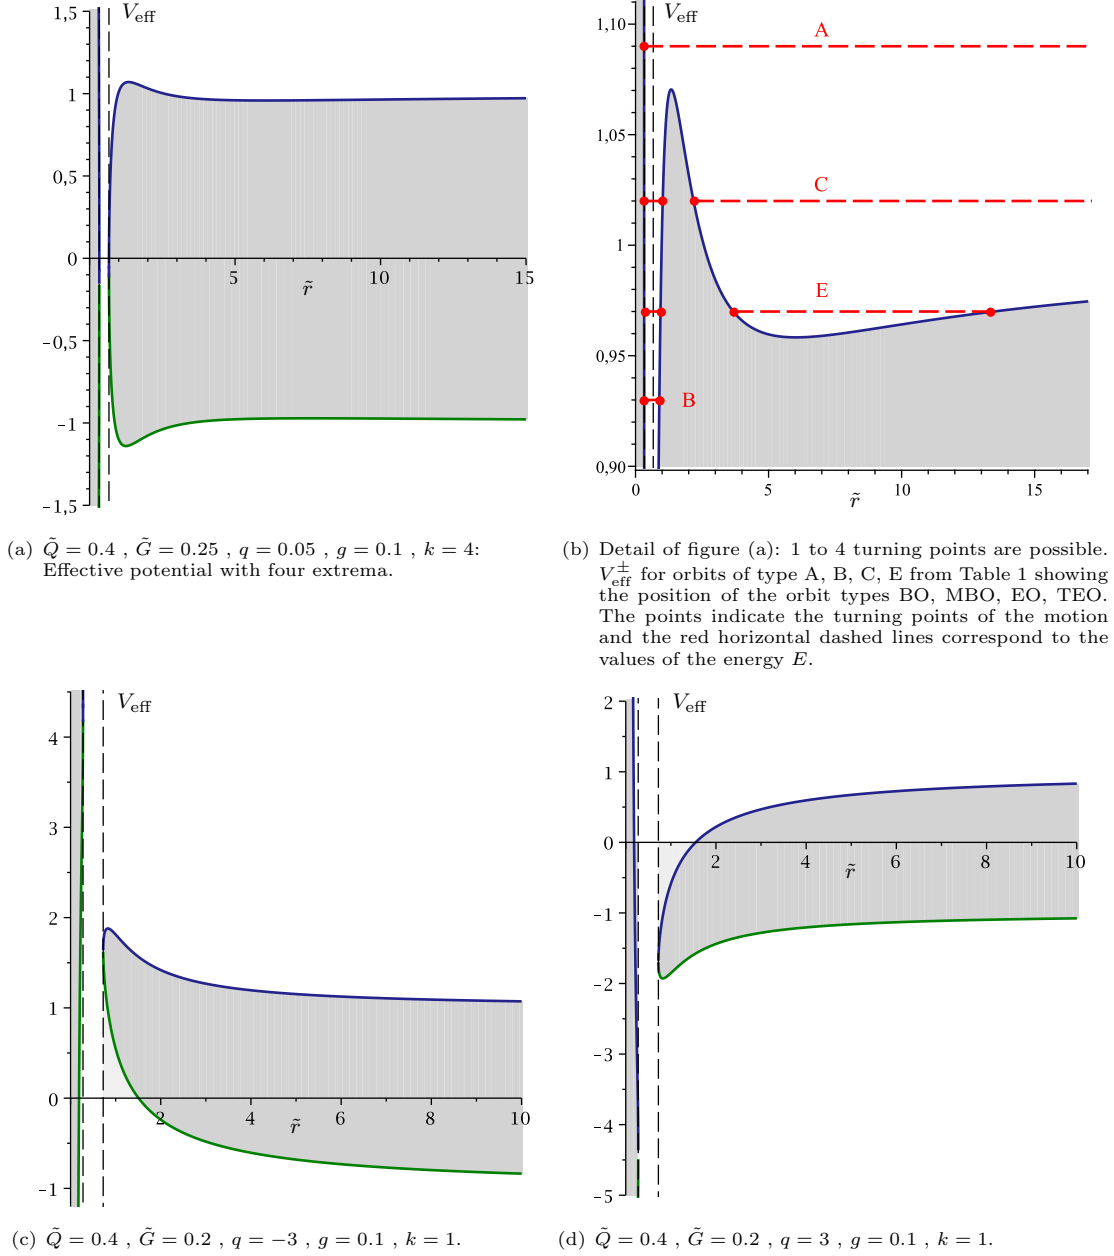 V_eff
1,5
1
0,5
0
−0,5
−1
−1,5
5
10
15
r̃
V_eff
1,10
1,05
1
0,95
0,90
A
C
E
B
0
5
10
15
r̃
(a) Q̃ = 0.4 , G̃ = 0.25 , q = 0.05 , g = 0.1 , k = 4:
Effective potential with four extrema.
(b) Detail of figure (a): 1 to 4 turning points are possible.
V_eff^± for orbits of type A, B, C, E from Table 1 showing
the position of the orbit types BO, MBO, EO, TEO.
The points indicate the turning points of the motion
and the red horizontal dashed lines correspond to the
values of the energy E.
V_eff
4
3
2
1
0
−1
2
4
6
8
10
r̃
V_eff
2
1
0
−1
−2
−3
−4
−5
2
4
6
8
10
r̃
(c) Q̃ = 0.4 , G̃ = 0.2 , q = −3 , g = 0.1 , k = 1.
(d) Q̃ = 0.4 , G̃ = 0.2 , q = 3 , g = 0.1 , k = 1.